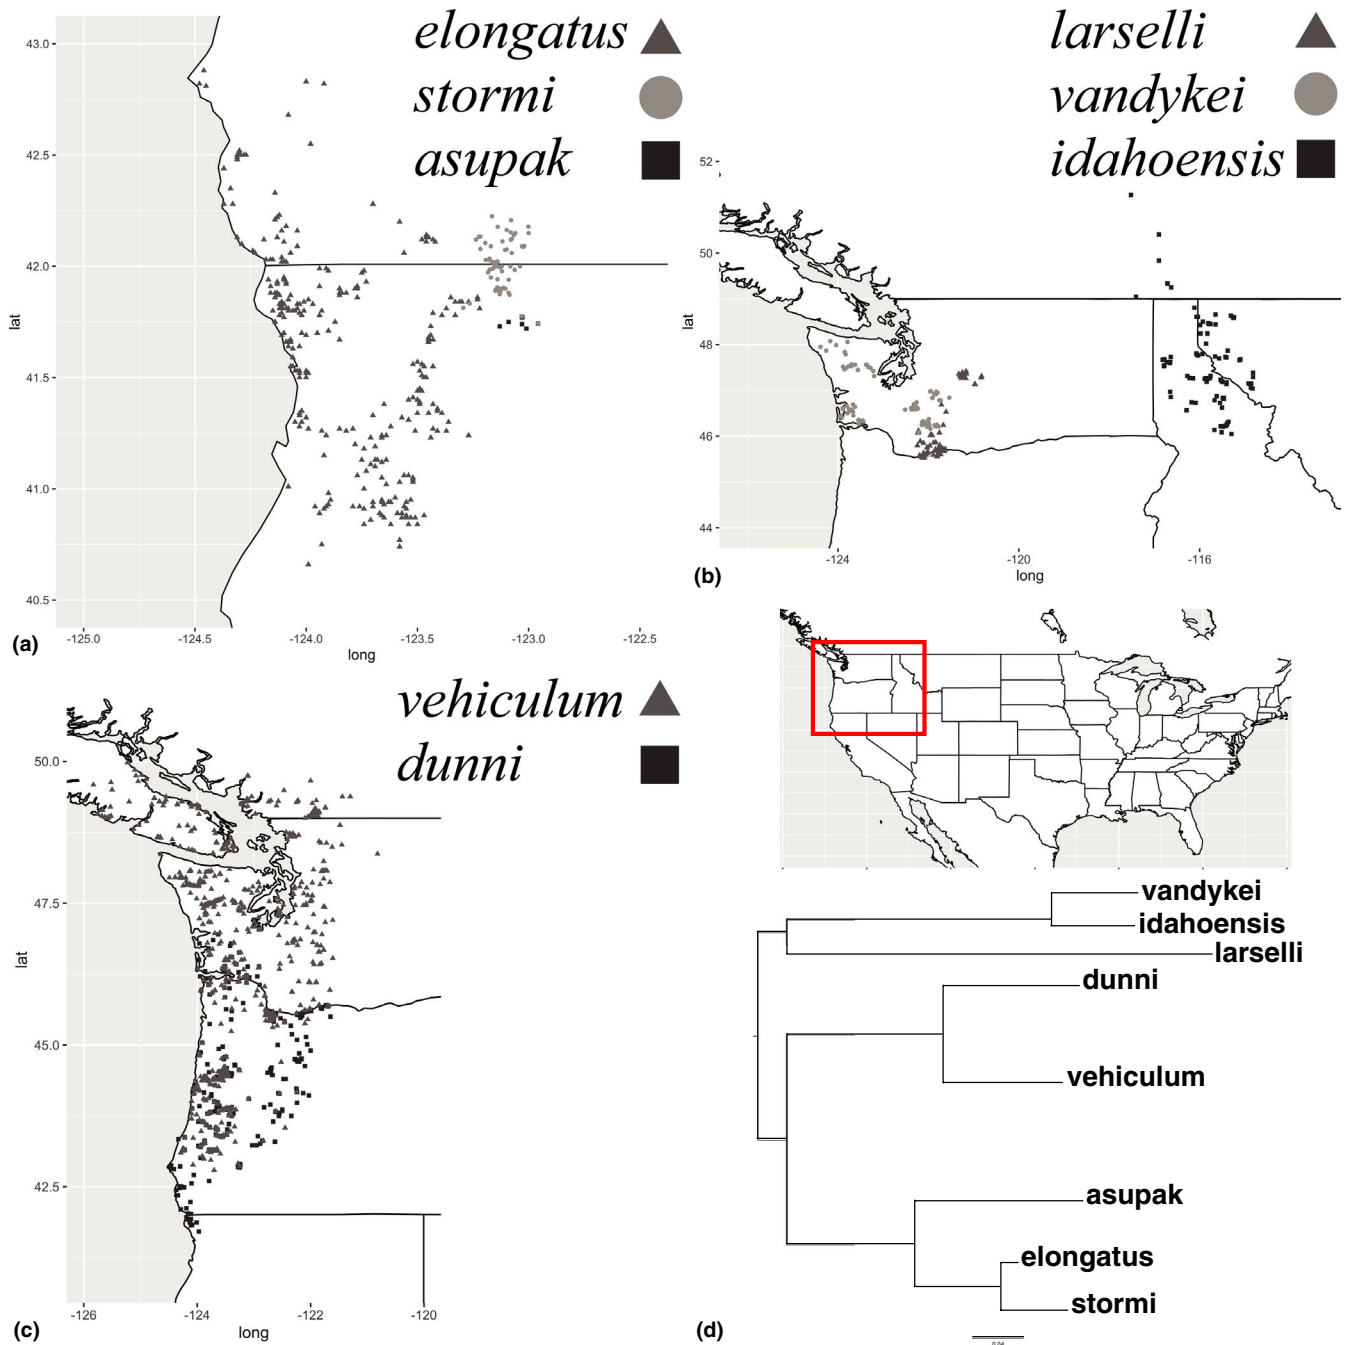 elongatus
stormi
asupak
43.0
42.5
42.0
41.5
41.0
40.5
lat
-125.0
-124.5
-124.0
-123.5
-123.0
-122.5
long
(a)
larselli
vandykei
idahoensis
52
50
48
46
44
lat
-124
-120
-116
long
(b)
vehiculum
dunni
50.0
47.5
45.0
42.5
lat
-126
-124
-122
-120
long
(c)
vandykei
idahoensis
larselli
dunni
vehiculum
asupak
elongatus
stormi
0.04
(d)